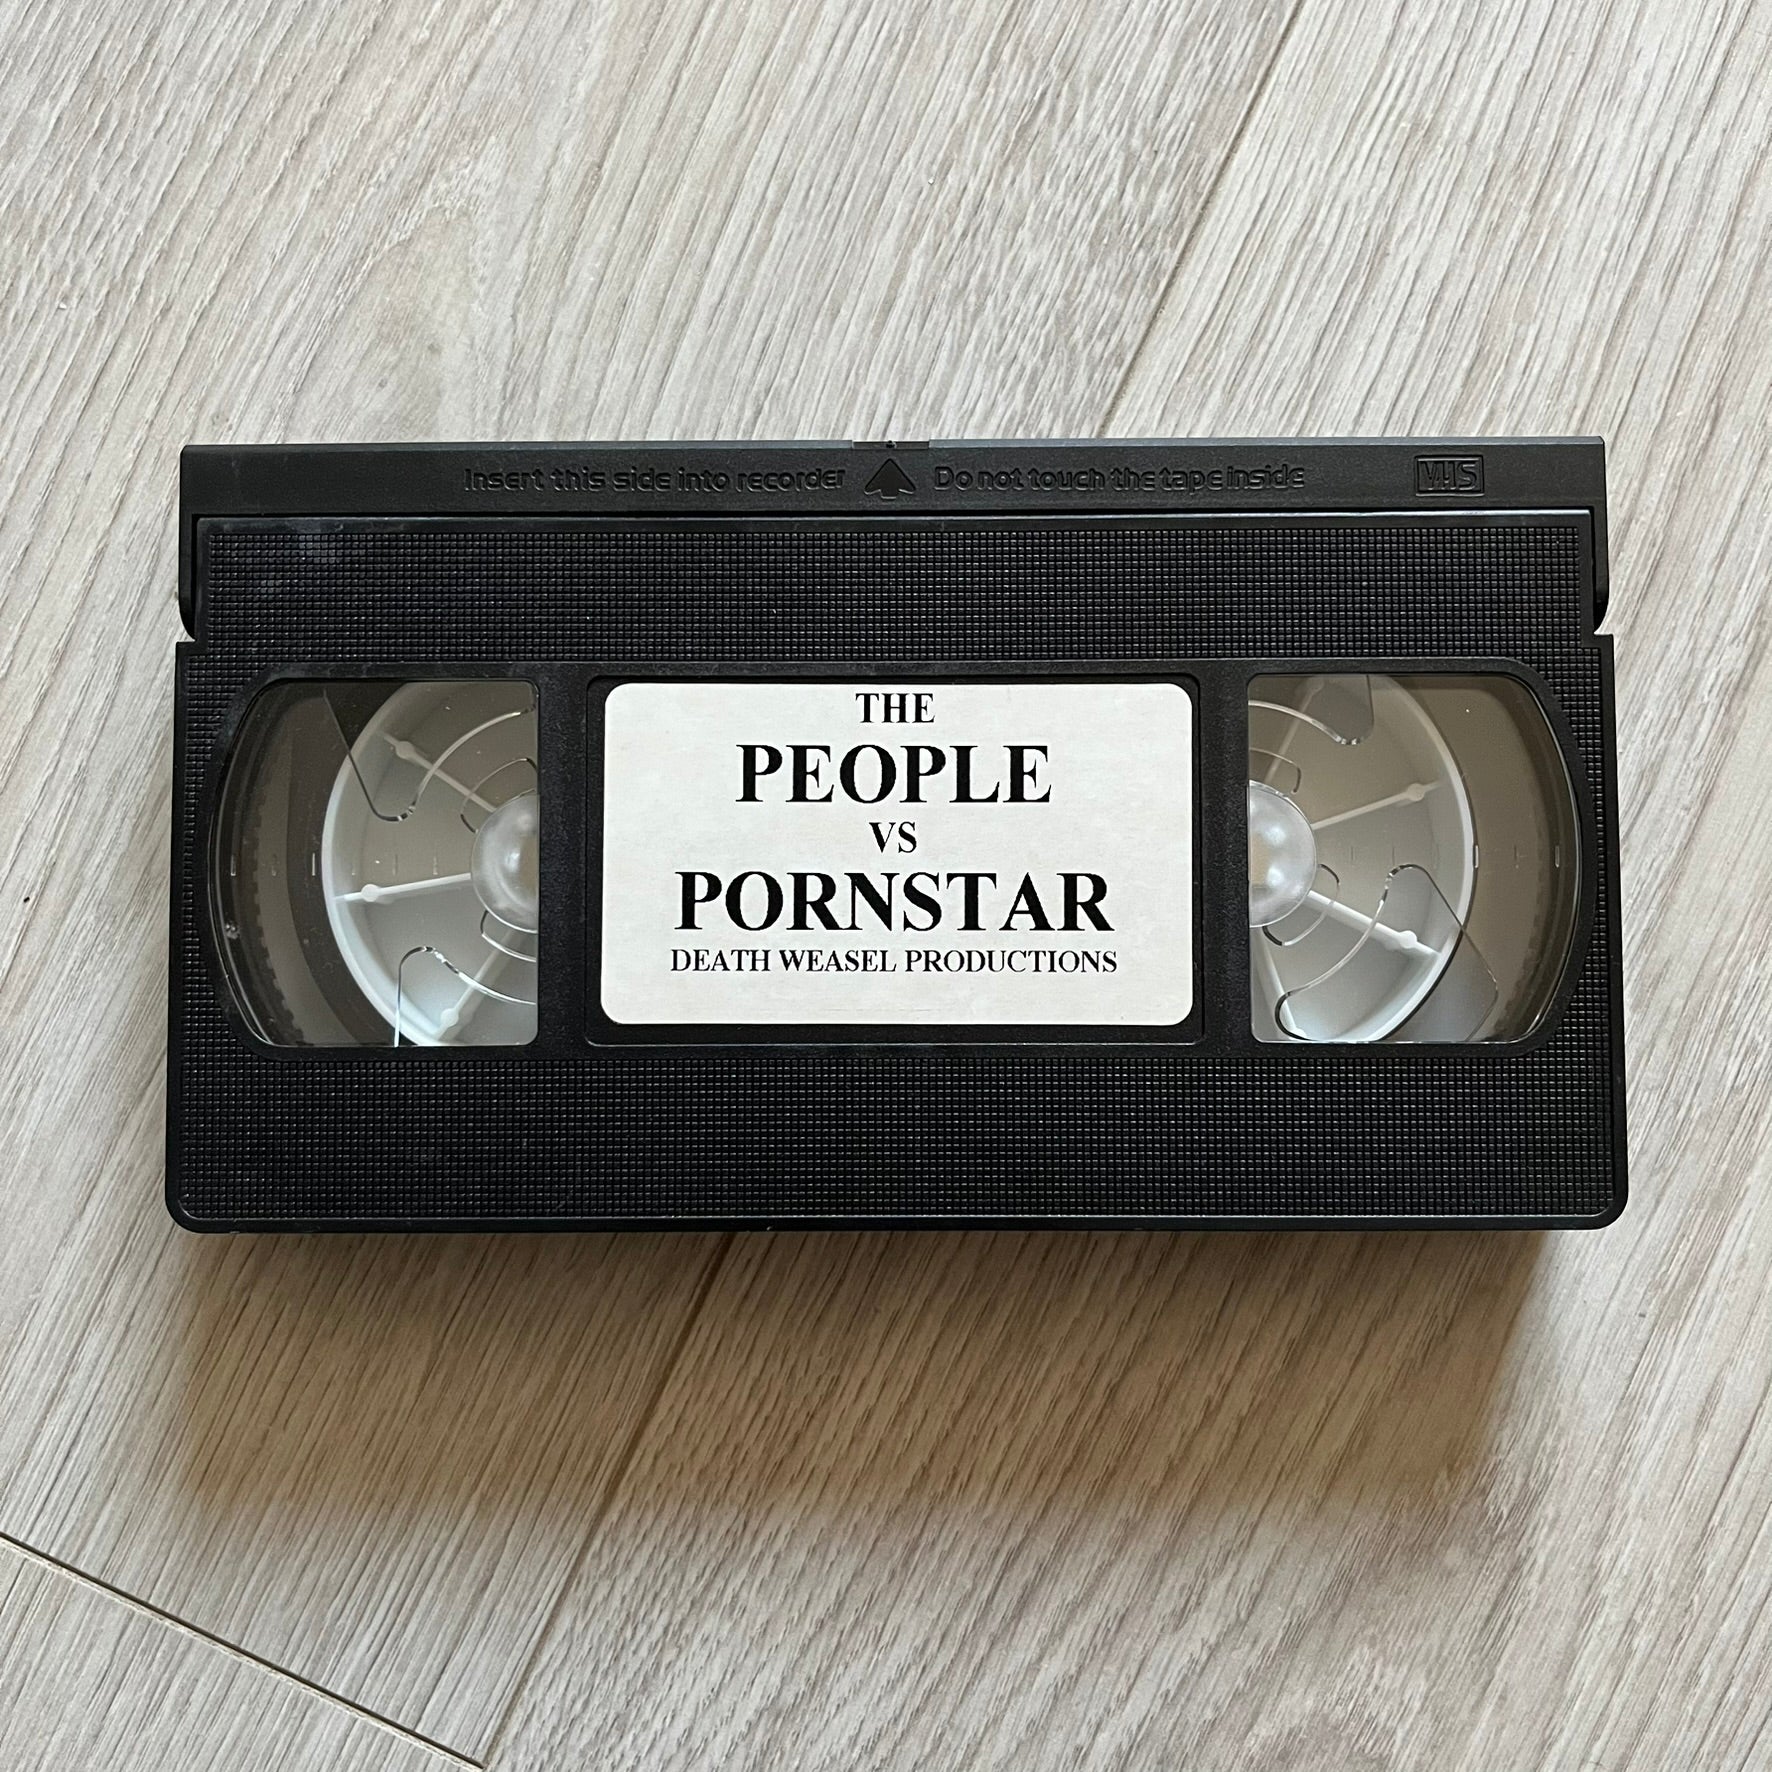 Insert this side into recorder Do not touch the tape inside VHS
THE
PEOPLE
VS
PORNSTAR
DEATH WEASEL PRODUCTIONS